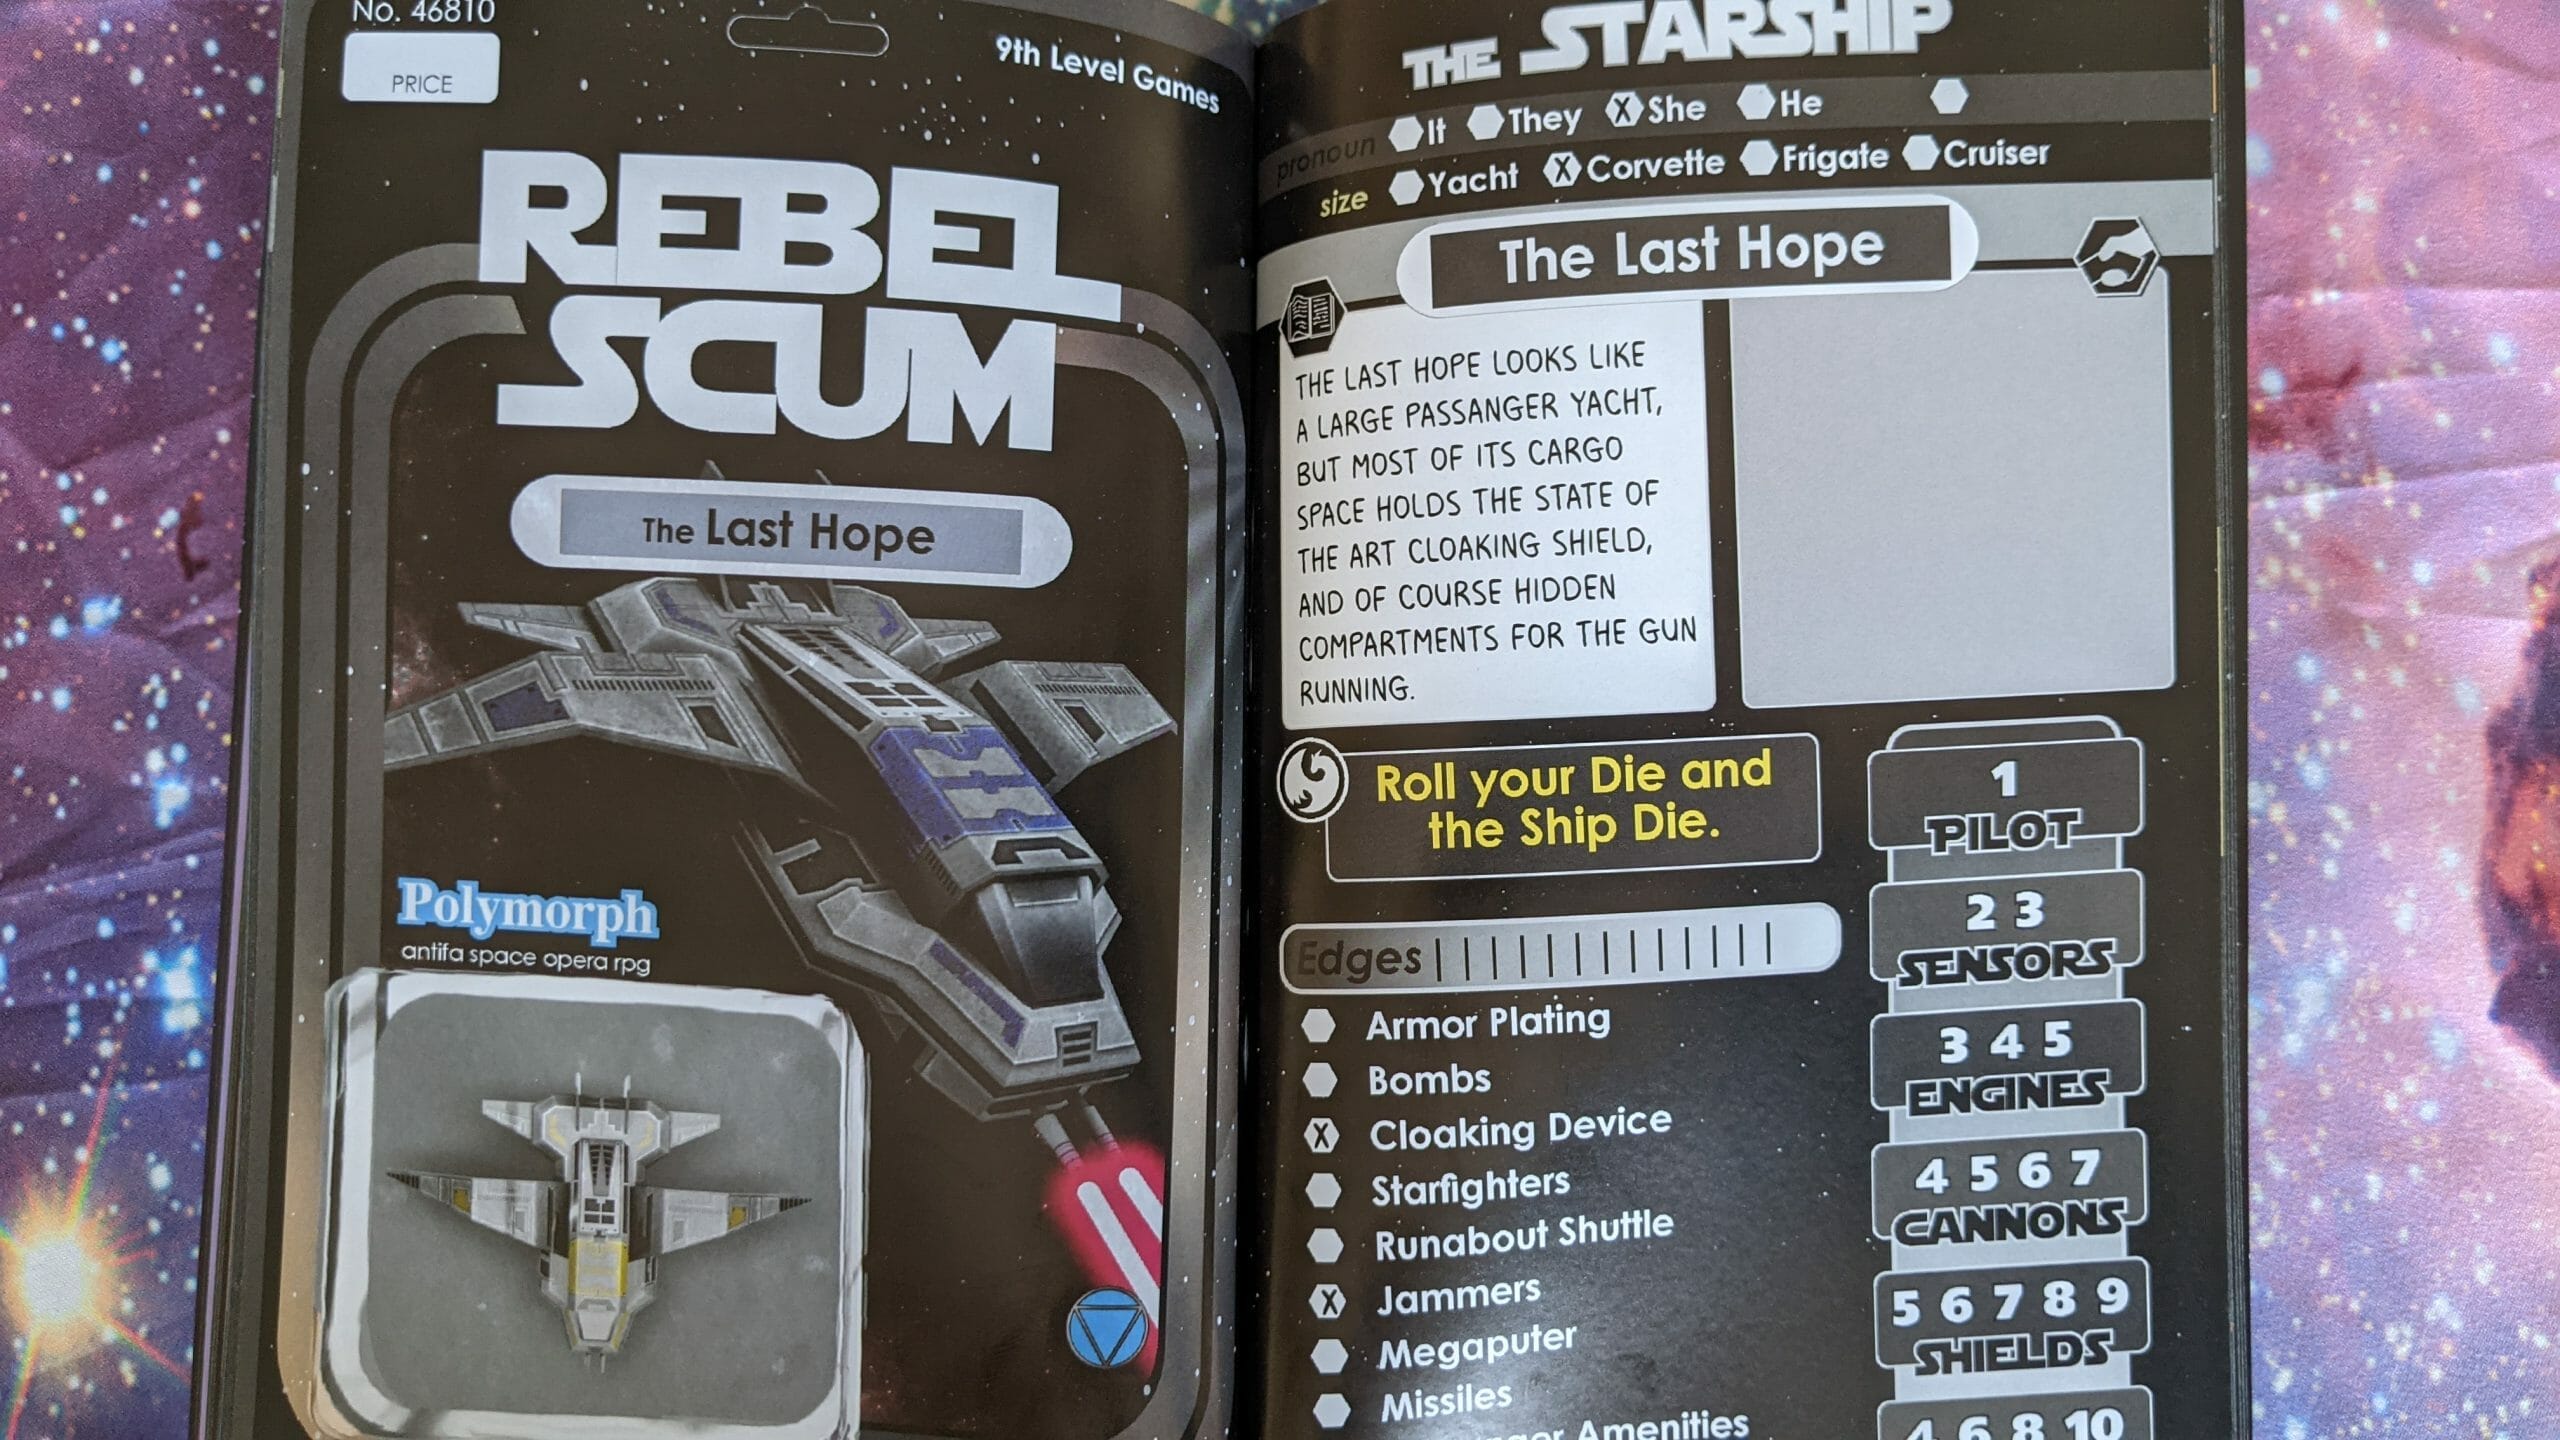 No. 46810
PRICE
9th Level Games
REBEL
SCUM
The Last Hope
Polymorph
antifa space opera rpg
THE STARSHIP
pronoun It They X She He
size Yacht X Corvette Frigate Cruiser
The Last Hope
THE LAST HOPE LOOKS LIKE
A LARGE PASSANGER YACHT,
BUT MOST OF ITS CARGO
SPACE HOLDS THE STATE OF
THE ART CLOAKING SHIELD,
AND OF COURSE HIDDEN
COMPARTMENTS FOR THE GUN
RUNNING.
Roll your Die and
the Ship Die.
Edges
Armor Plating
Bombs
X Cloaking Device
Starfighters
Runabout Shuttle
X Jammers
Megaputer
Missiles
Amenities
1
PILOT
2 3
SENSORS
3 4 5
ENGINES
4 5 6 7
CANNONS
5 6 7 8 9
SHIELDS
4 6 8 10